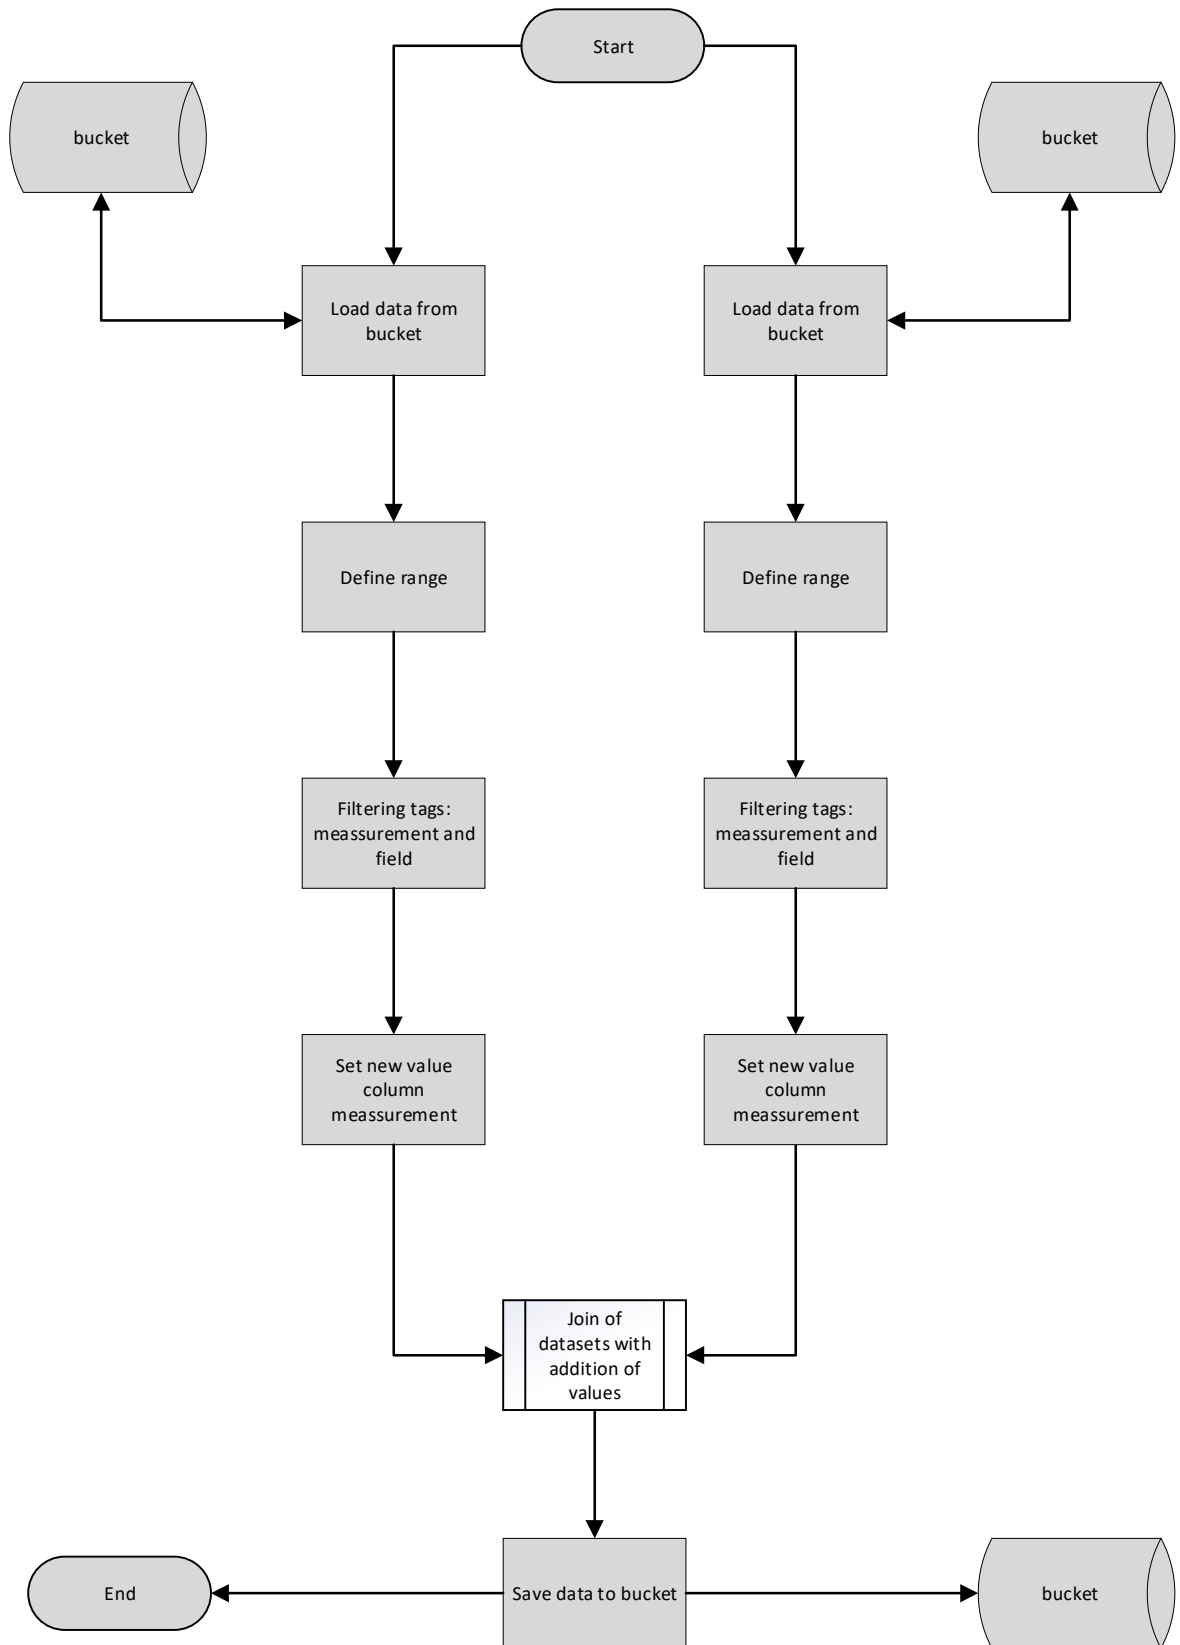 Start
bucket
bucket
Load data from
bucket
Load data from
bucket
Define range
Define range
Filtering tags:
meassurement and
field
Filtering tags:
meassurement and
field
Set new value
column
meassurement
Set new value
column
meassurement
Join of
datasets with
addition of
values
End
Save data to bucket
bucket